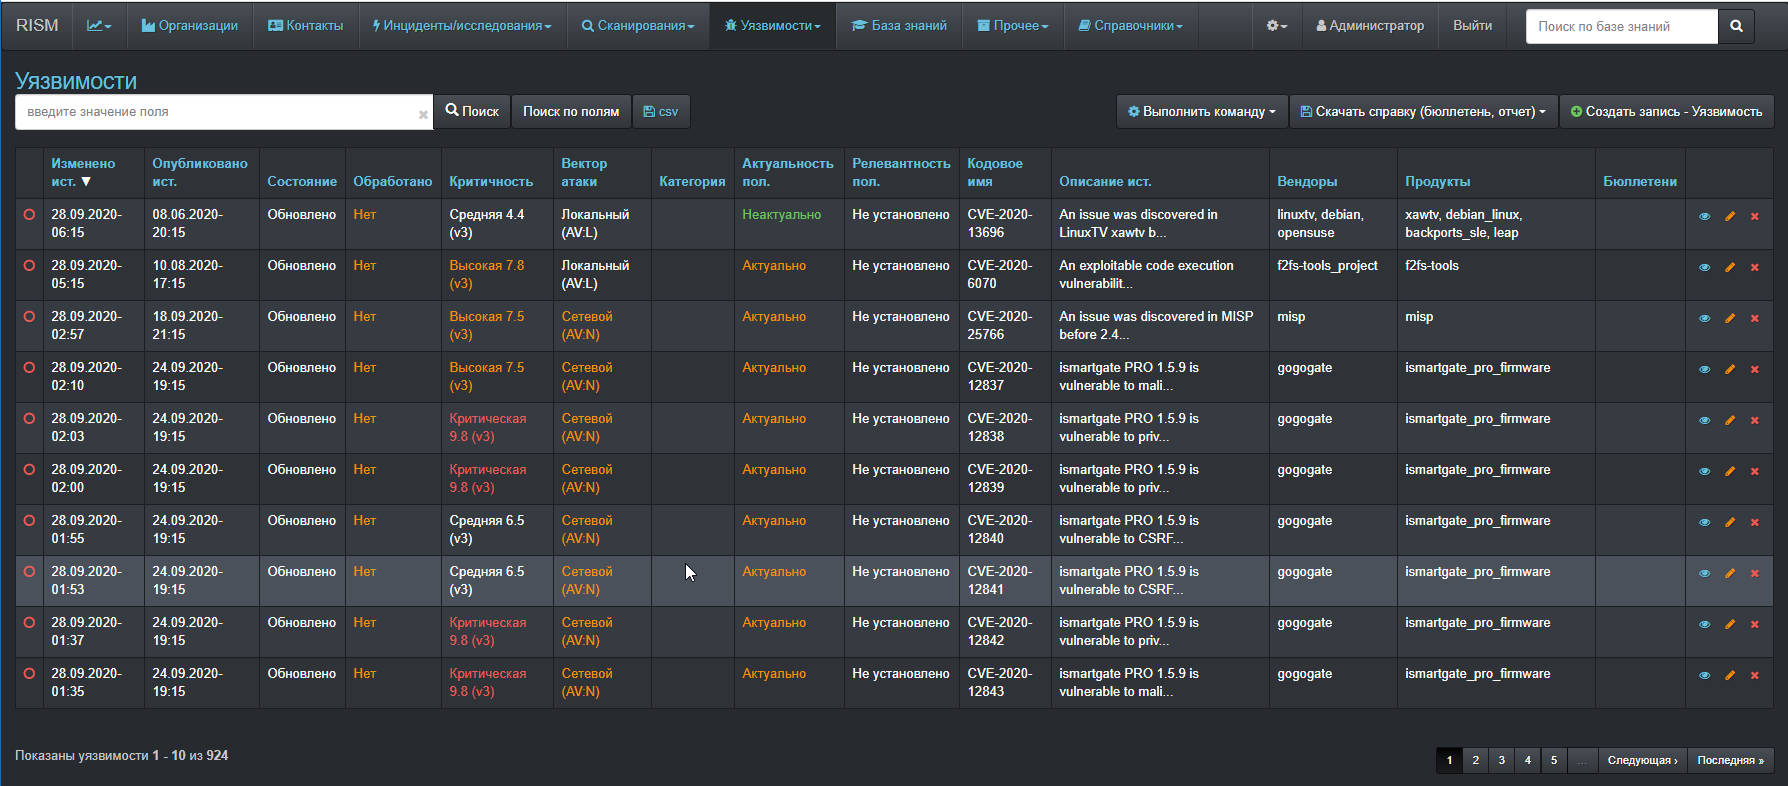 RISM Организации Контакты Инциденты/исследования Сканирования Уязвимости База знаний Прочее Справочники Администратор Выйти Поиск по базе знаний
Уязвимости
введите значение поля × Поиск Поиск по полям csv Выполнить команду Скачать справку (бюллетень, отчет) Создать запись - Уязвимость
Изменено Опубликовано Вектор Актуальность Релевантность Кодовое
ист. ▼ ист. Состояние Обработано Критичность атаки Категория пол. пол. имя Описание ист. Вендоры Продукты Бюллетени
28.09.2020- 08.06.2020- Обновлено Нет Средняя 4.4 Локальный Неактуально Не установлено CVE-2020- An issue was discovered in linuxtv, debian, xawtv, debian_linux,
06:15 20:15 (v3) (AV:L) 13696 LinuxTV xawtv b... opensuse backports_sle, leap
28.09.2020- 10.08.2020- Обновлено Нет Высокая 7.8 Локальный Актуально Не установлено CVE-2020- An exploitable code execution f2fs-tools_project f2fs-tools
05:15 17:15 (v3) (AV:L) 6070 vulnerabilit...
28.09.2020- 18.09.2020- Обновлено Нет Высокая 7.5 Сетевой Актуально Не установлено CVE-2020- An issue was discovered in MISP misp misp
02:57 21:15 (v3) (AV:N) 25766 before 2.4...
28.09.2020- 24.09.2020- Обновлено Нет Высокая 7.5 Сетевой Актуально Не установлено CVE-2020- ismartgate PRO 1.5.9 is gogogate ismartgate_pro_firmware
02:10 19:15 (v3) (AV:N) 12837 vulnerable to mali...
28.09.2020- 24.09.2020- Обновлено Нет Критическая Сетевой Актуально Не установлено CVE-2020- ismartgate PRO 1.5.9 is gogogate ismartgate_pro_firmware
02:03 19:15 9.8 (v3) (AV:N) 12838 vulnerable to priv...
28.09.2020- 24.09.2020- Обновлено Нет Критическая Сетевой Актуально Не установлено CVE-2020- ismartgate PRO 1.5.9 is gogogate ismartgate_pro_firmware
02:00 19:15 9.8 (v3) (AV:N) 12839 vulnerable to priv...
28.09.2020- 24.09.2020- Обновлено Нет Средняя 6.5 Сетевой Актуально Не установлено CVE-2020- ismartgate PRO 1.5.9 is gogogate ismartgate_pro_firmware
01:55 19:15 (v3) (AV:N) 12840 vulnerable to CSRF...
28.09.2020- 24.09.2020- Обновлено Нет Средняя 6.5 Сетевой Актуально Не установлено CVE-2020- ismartgate PRO 1.5.9 is gogogate ismartgate_pro_firmware
01:53 19:15 (v3) (AV:N) 12841 vulnerable to CSRF...
28.09.2020- 24.09.2020- Обновлено Нет Критическая Сетевой Актуально Не установлено CVE-2020- ismartgate PRO 1.5.9 is gogogate ismartgate_pro_firmware
01:37 19:15 9.8 (v3) (AV:N) 12842 vulnerable to priv...
28.09.2020- 24.09.2020- Обновлено Нет Критическая Сетевой Актуально Не установлено CVE-2020- ismartgate PRO 1.5.9 is gogogate ismartgate_pro_firmware
01:35 19:15 9.8 (v3) (AV:N) 12843 vulnerable to mali...
Показаны уязвимости 1 - 10 из 924 1 2 3 4 5 ... Следующая › Последняя »